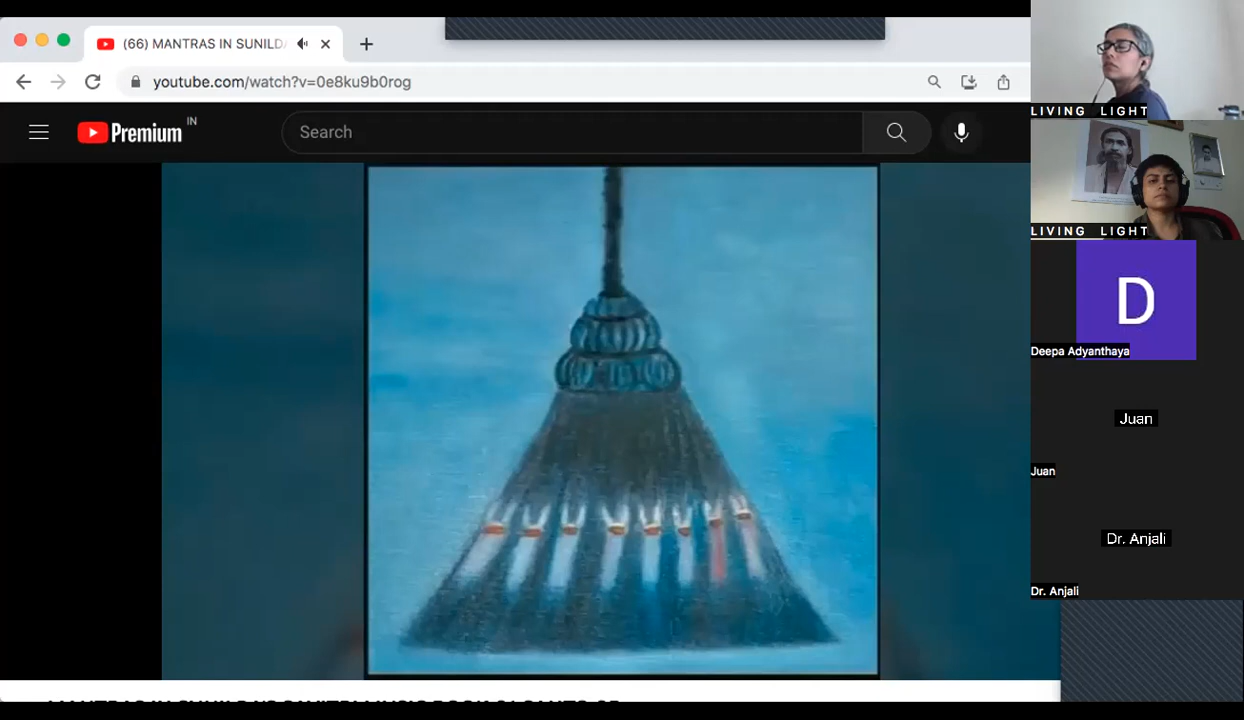 (66) MANTRAS IN SUNILDA
youtube.com/watch?v=0e8ku9b0rog
Premium IN
Search
LIVING LIGHT
LIVING LIGHT
D
Deepa Adyanthaya
Juan
Juan
Dr. Anjali
Dr. Anjali